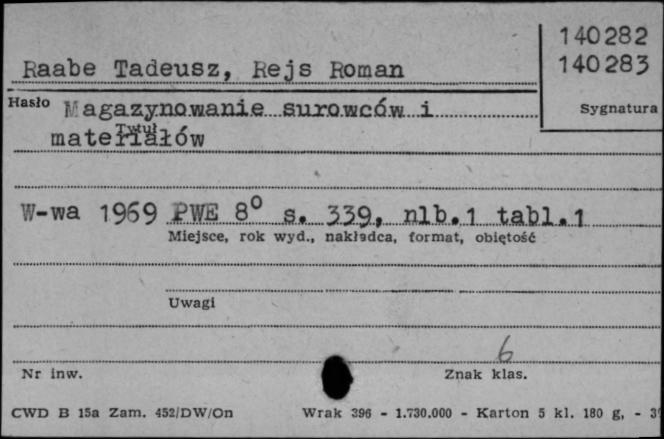 140282
Raabe Tadeusz, Rejs Roman 140283
Hasło Magazynowanie surowców i Sygnatura
Tytuł
materiałów
W-wa 1969 PWE 8° s. 339, nlb.1 tabl.1
Miejsce, rok wyd., nakładca, format, objętość
Uwagi
6
Nr inw. Znak klas.
CWD B 15a Zam. 452/DW/On Wrak 396 - 1.730.000 - Karton 5 kl. 180 g, -